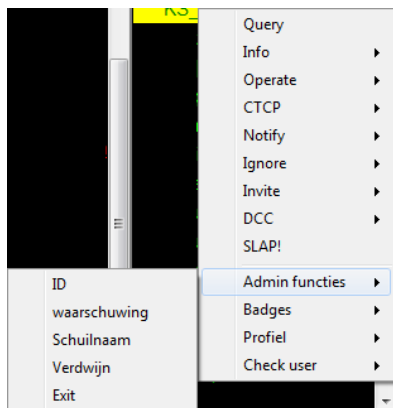 KS_
Query
Info
Operate
CTCP
Notify
Ignore
Invite
DCC
SLAP!
Admin functies
Badges
Profiel
Check user
ID
waarschuwing
Schuilnaam
Verdwijn
Exit